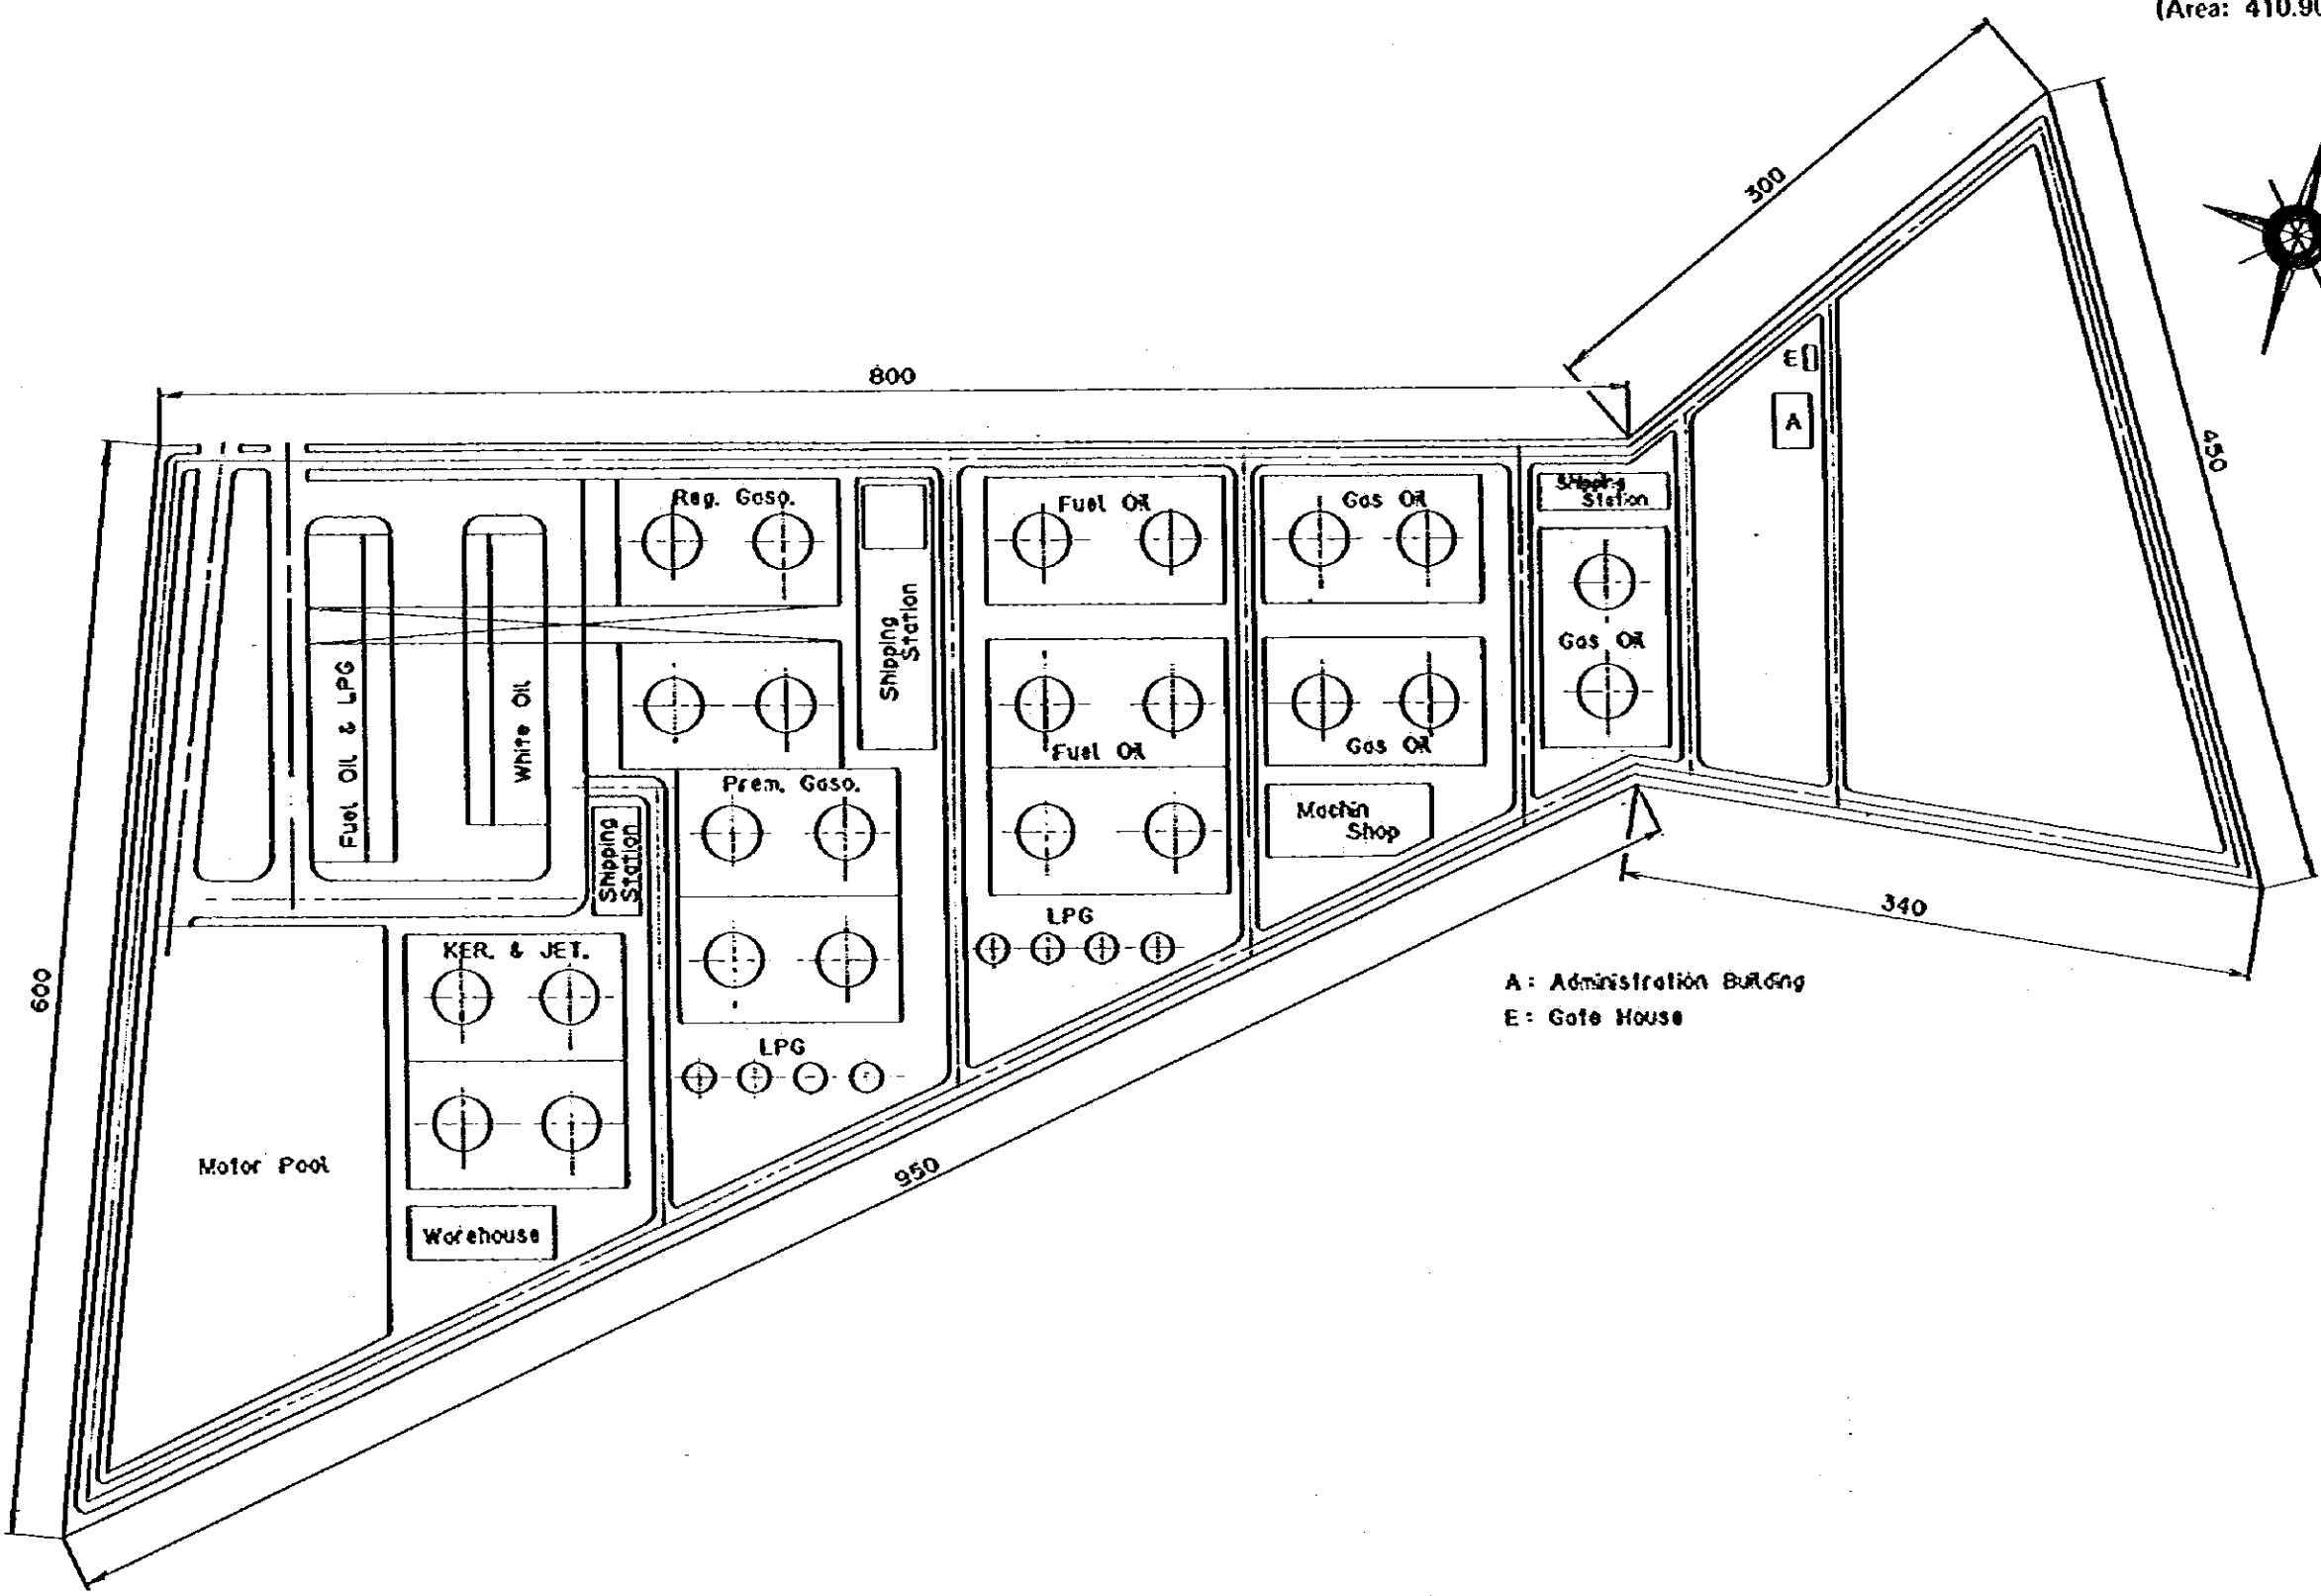 (Area: 410.90
300
800
450
E
A
Reg. Gaso.
Fuel Oil
Gas Oil
Shipping
Station
Shipping
Station
Gas Oil
Fuel Oil & LPG
White Oil
Fuel Oil
Gas Oil
Prem. Gaso.
Machin
Shop
Shipping
Station
340
LPG
KER. & JET.
600
A: Administration Building
E: Gate House
LPG
Motor Pool
950
Warehouse